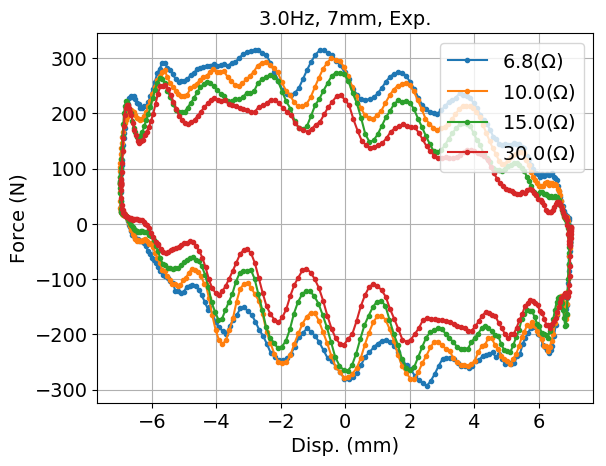 3.0Hz, 7mm, Exp.
6.8(Ω)
10.0(Ω)
15.0(Ω)
30.0(Ω)
Force (N)
300
200
100
0
−100
−200
−300
−6 −4 −2 0 2 4 6
Disp. (mm)